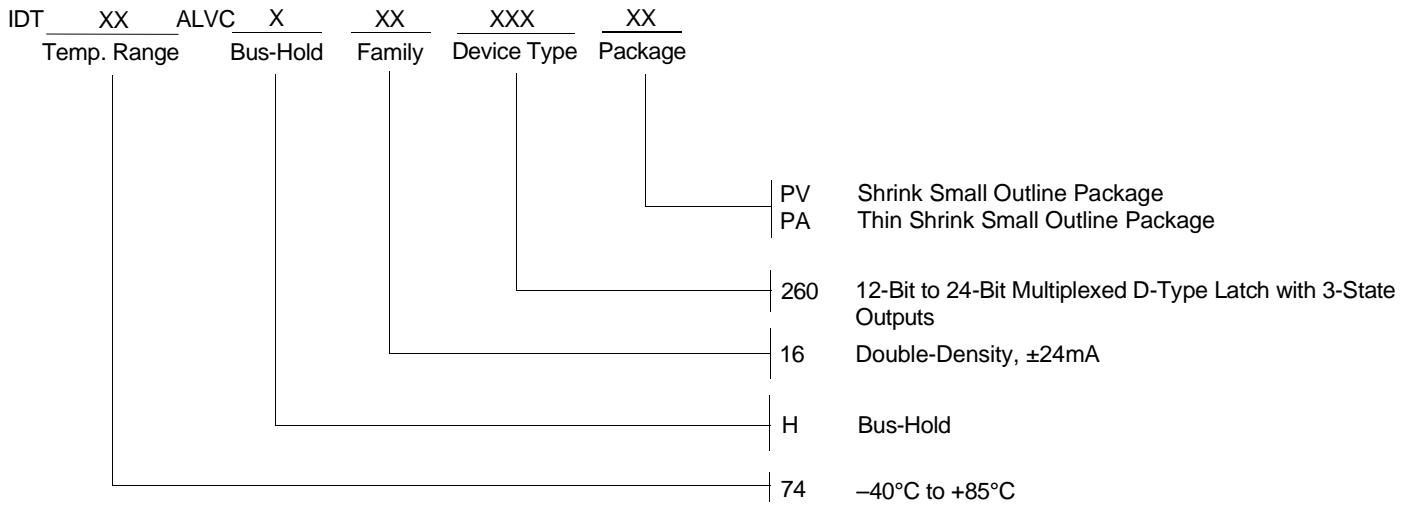 IDT XX ALVC X XX XXX XX
Temp. Range Bus-Hold Family Device Type Package
PV Shrink Small Outline Package
PA Thin Shrink Small Outline Package
260 12-Bit to 24-Bit Multiplexed D-Type Latch with 3-State
Outputs
16 Double-Density, ±24mA
H Bus-Hold
74 –40°C to +85°C